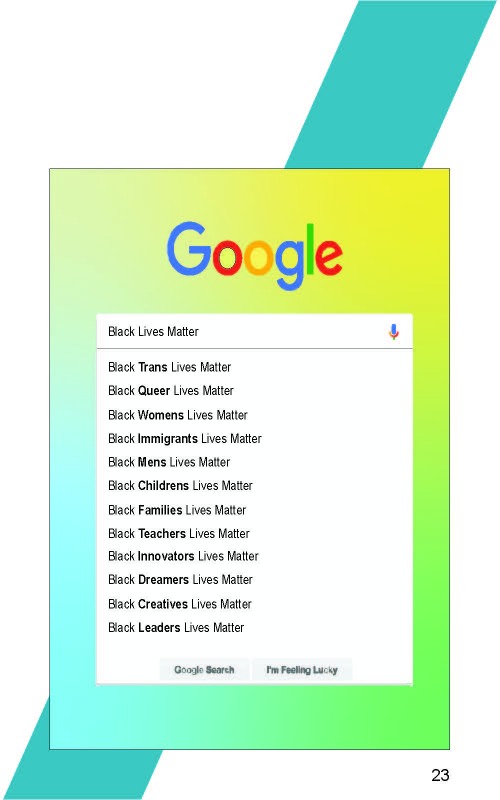 Google
Black Lives Matter
Black Trans Lives Matter
Black Queer Lives Matter
Black Womens Lives Matter
Black Immigrants Lives Matter
Black Mens Lives Matter
Black Childrens Lives Matter
Black Families Lives Matter
Black Teachers Lives Matter
Black Innovators Lives Matter
Black Dreamers Lives Matter
Black Creatives Lives Matter
Black Leaders Lives Matter
Google Search I'm Feeling Lucky
23